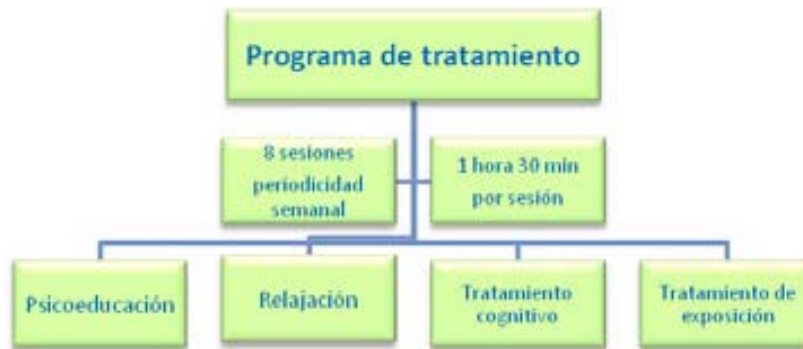 Programa de tratamiento
8 sesiones
periodicidad
semanal
1 hora 30 min
por sesión
Psicoeducación
Relajación
Tratamiento
cognitivo
Tratamiento de
exposición